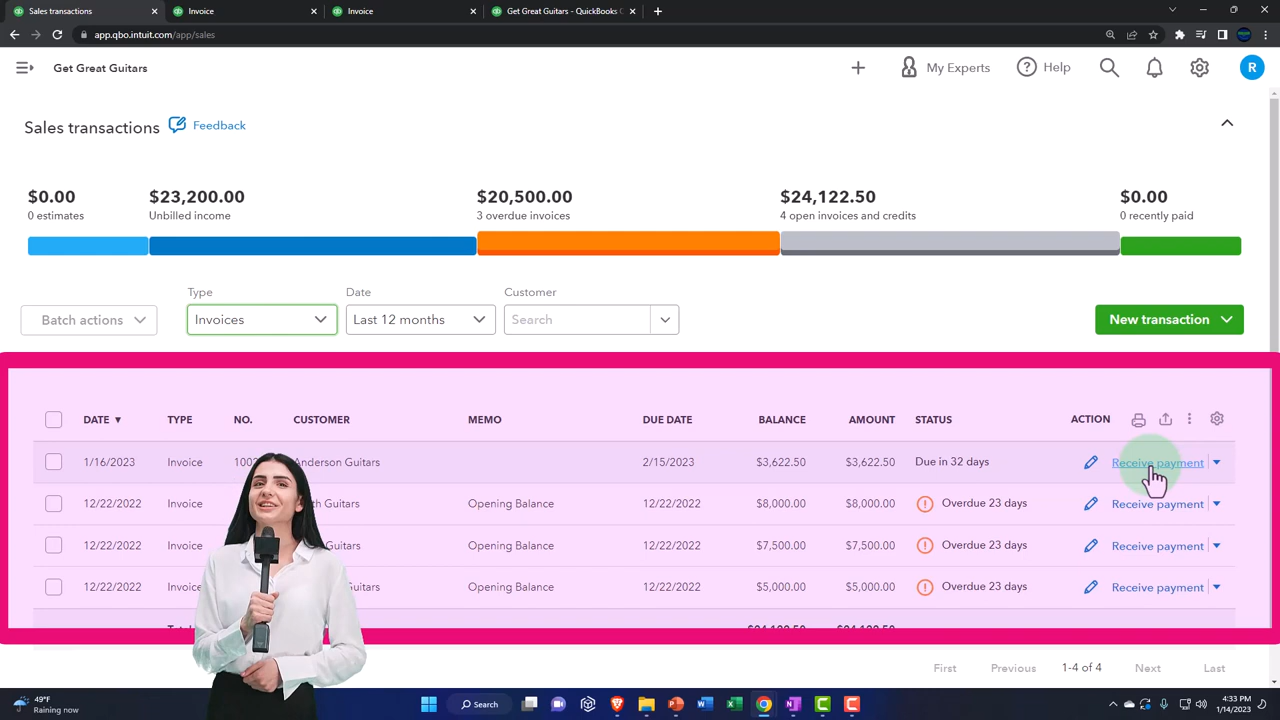 Sales transactions
Invoice
Invoice
Get Great Guitars - QuickBooks
app.qbo.intuit.com/app/sales
Get Great Guitars
My Experts
Help
R
Sales transactions
Feedback
$0.00 $23,200.00 $20,500.00 $24,122.50 $0.00
0 estimates Unbilled income 3 overdue invoices 4 open invoices and credits 0 recently paid
Type Date Customer
Batch actions Invoices Last 12 months Search New transaction
DATE ▼ TYPE NO. CUSTOMER MEMO DUE DATE BALANCE AMOUNT STATUS ACTION
1/16/2023 Invoice Anderson Guitars 2/15/2023 $3,622.50 $3,622.50 Due in 32 days Receive payment
12/22/2022 Invoice Guitars Opening Balance 12/22/2022 $8,000.00 $8,000.00 Overdue 23 days Receive payment
12/22/2022 Invoice Guitars Opening Balance 12/22/2022 $7,500.00 $7,500.00 Overdue 23 days Receive payment
12/22/2022 Invoice Guitars Opening Balance 12/22/2022 $5,000.00 $5,000.00 Overdue 23 days Receive payment
$24,122.50 $24,122.50
First Previous 1-4 of 4 Next Last
49°F
Raining now
Search
4:33 PM
1/14/2023